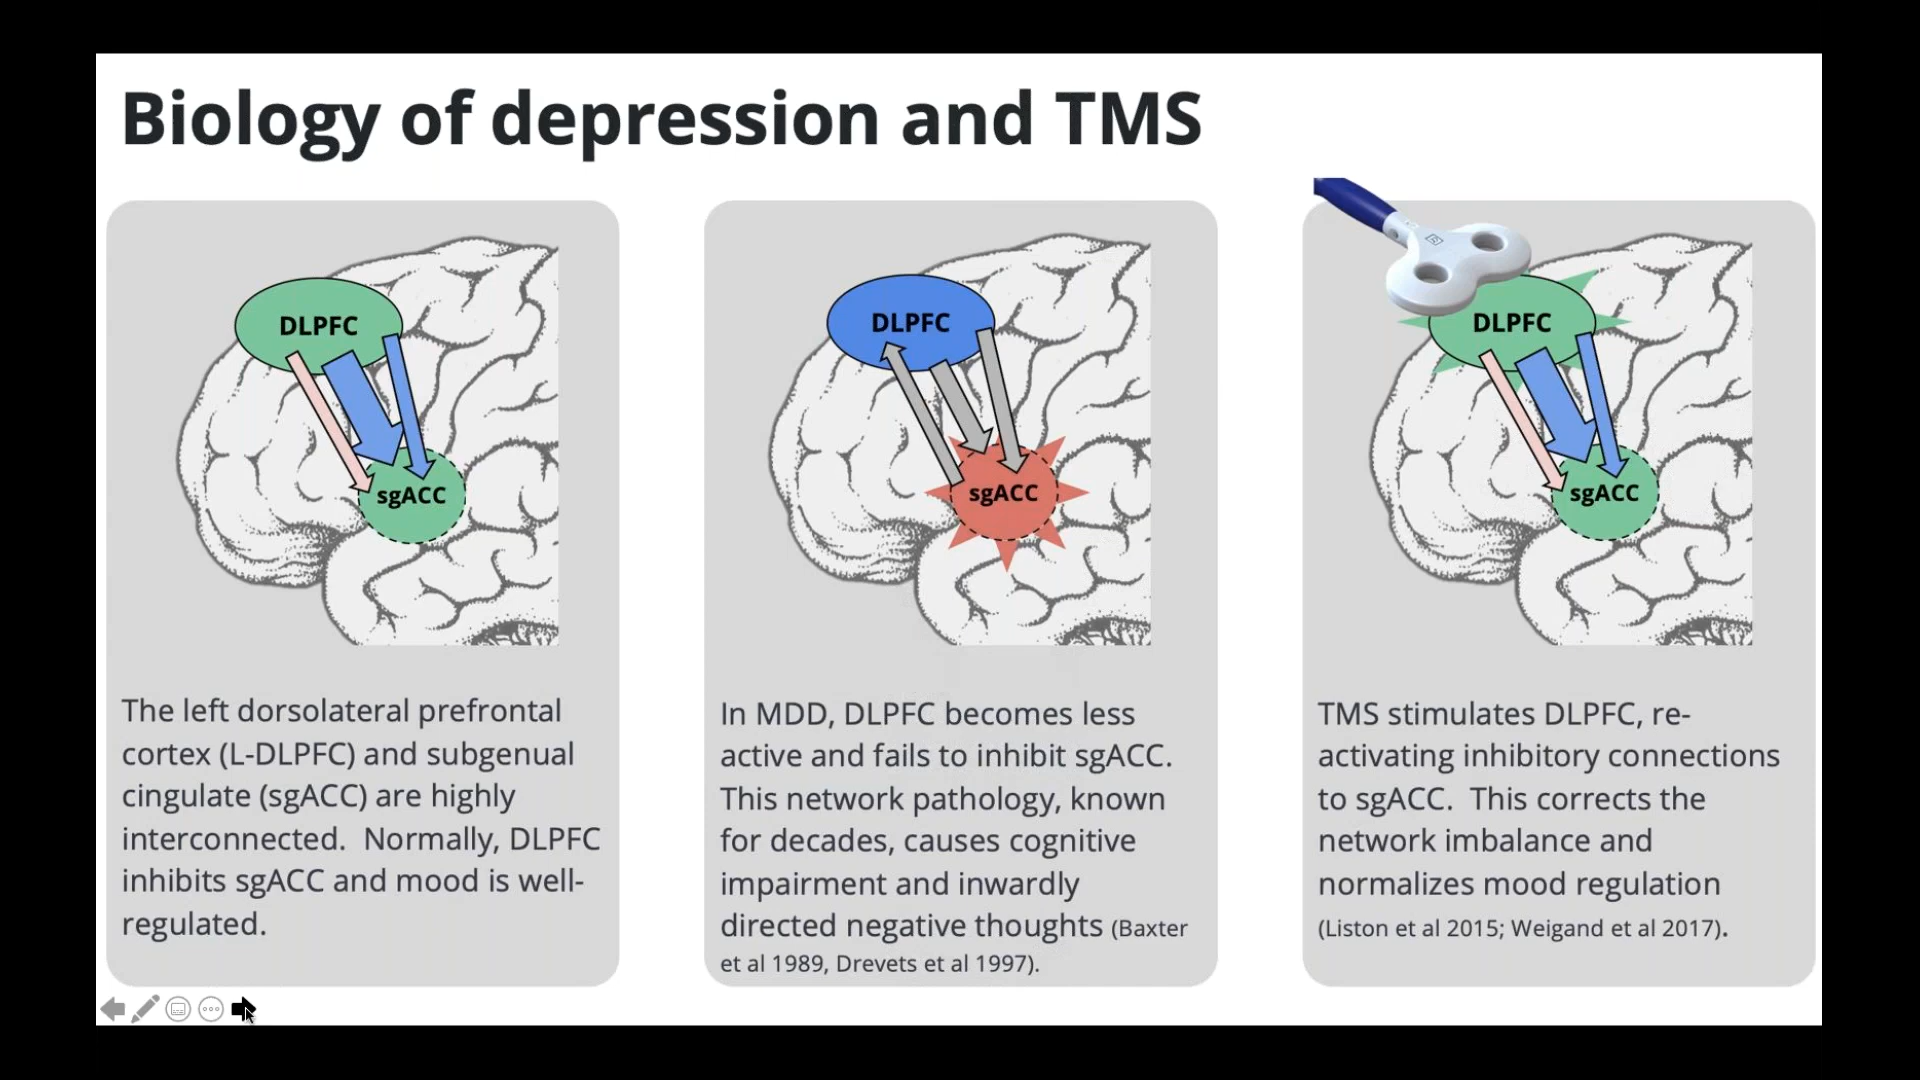 Biology of depression and TMS
DLPFC
sgACC
The left dorsolateral prefrontal
cortex (L-DLPFC) and subgenual
cingulate (sgACC) are highly
interconnected.  Normally, DLPFC
inhibits sgACC and mood is well-
regulated.
DLPFC
sgACC
In MDD, DLPFC becomes less
active and fails to inhibit sgACC.
This network pathology, known
for decades, causes cognitive
impairment and inwardly
directed negative thoughts (Baxter
et al 1989, Drevets et al 1997).
DLPFC
sgACC
TMS stimulates DLPFC, re-
activating inhibitory connections
to sgACC.  This corrects the
network imbalance and
normalizes mood regulation
(Liston et al 2015; Weigand et al 2017).